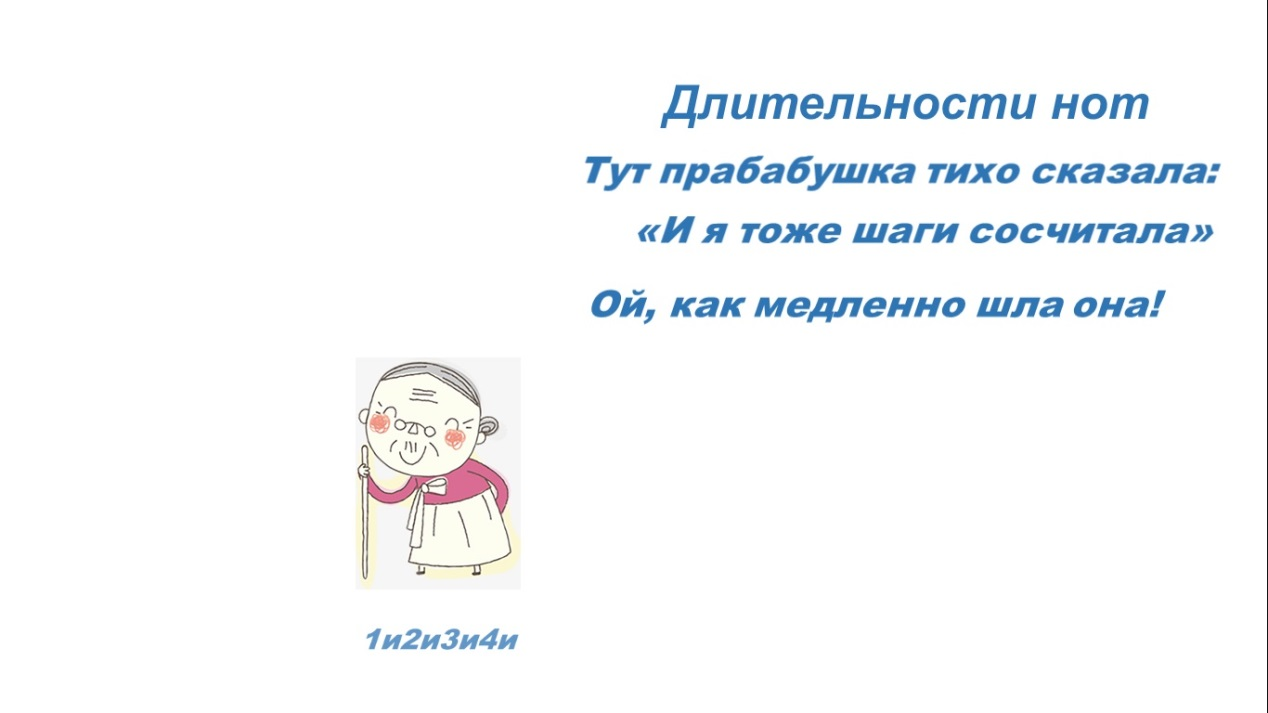 Длительности нот
Тут прабабушка тихо сказала:
«И я тоже шаги сосчитала»
Ой, как медленно шла она!
1и2и3и4и